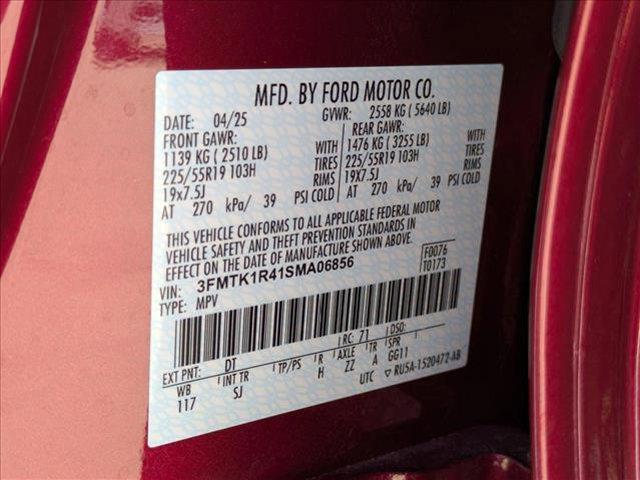 MFD. BY FORD MOTOR CO.
DATE: 04/25 GVWR: 2558 KG ( 5640 LB)
FRONT GAWR: REAR GAWR:
1139 KG ( 2510 LB) WITH 1476 KG ( 3255 LB) WITH
225/55R19 103H TIRES 225/55R19 103H TIRES
19x7.5J RIMS 19x7.5J RIMS
AT 270 kPa/ 39 PSI COLD AT 270 kPa/ 39 PSI COLD
THIS VEHICLE CONFORMS TO ALL APPLICABLE FEDERAL MOTOR
VEHICLE SAFETY AND THEFT PREVENTION STANDARDS
IN EFFECT ON THE DATE OF MANUFACTURE SHOWN ABOVE.
VIN: 3FMTK1R41SMA06856 F0076
TYPE: MPV T0173
EXT PNT: DT RC: 71 DSO:
WB INT TR TP/PS R AXLE TR SPR
117 SJ H ZZ A GG11
UTC ▽ RU5A-1520472-AB